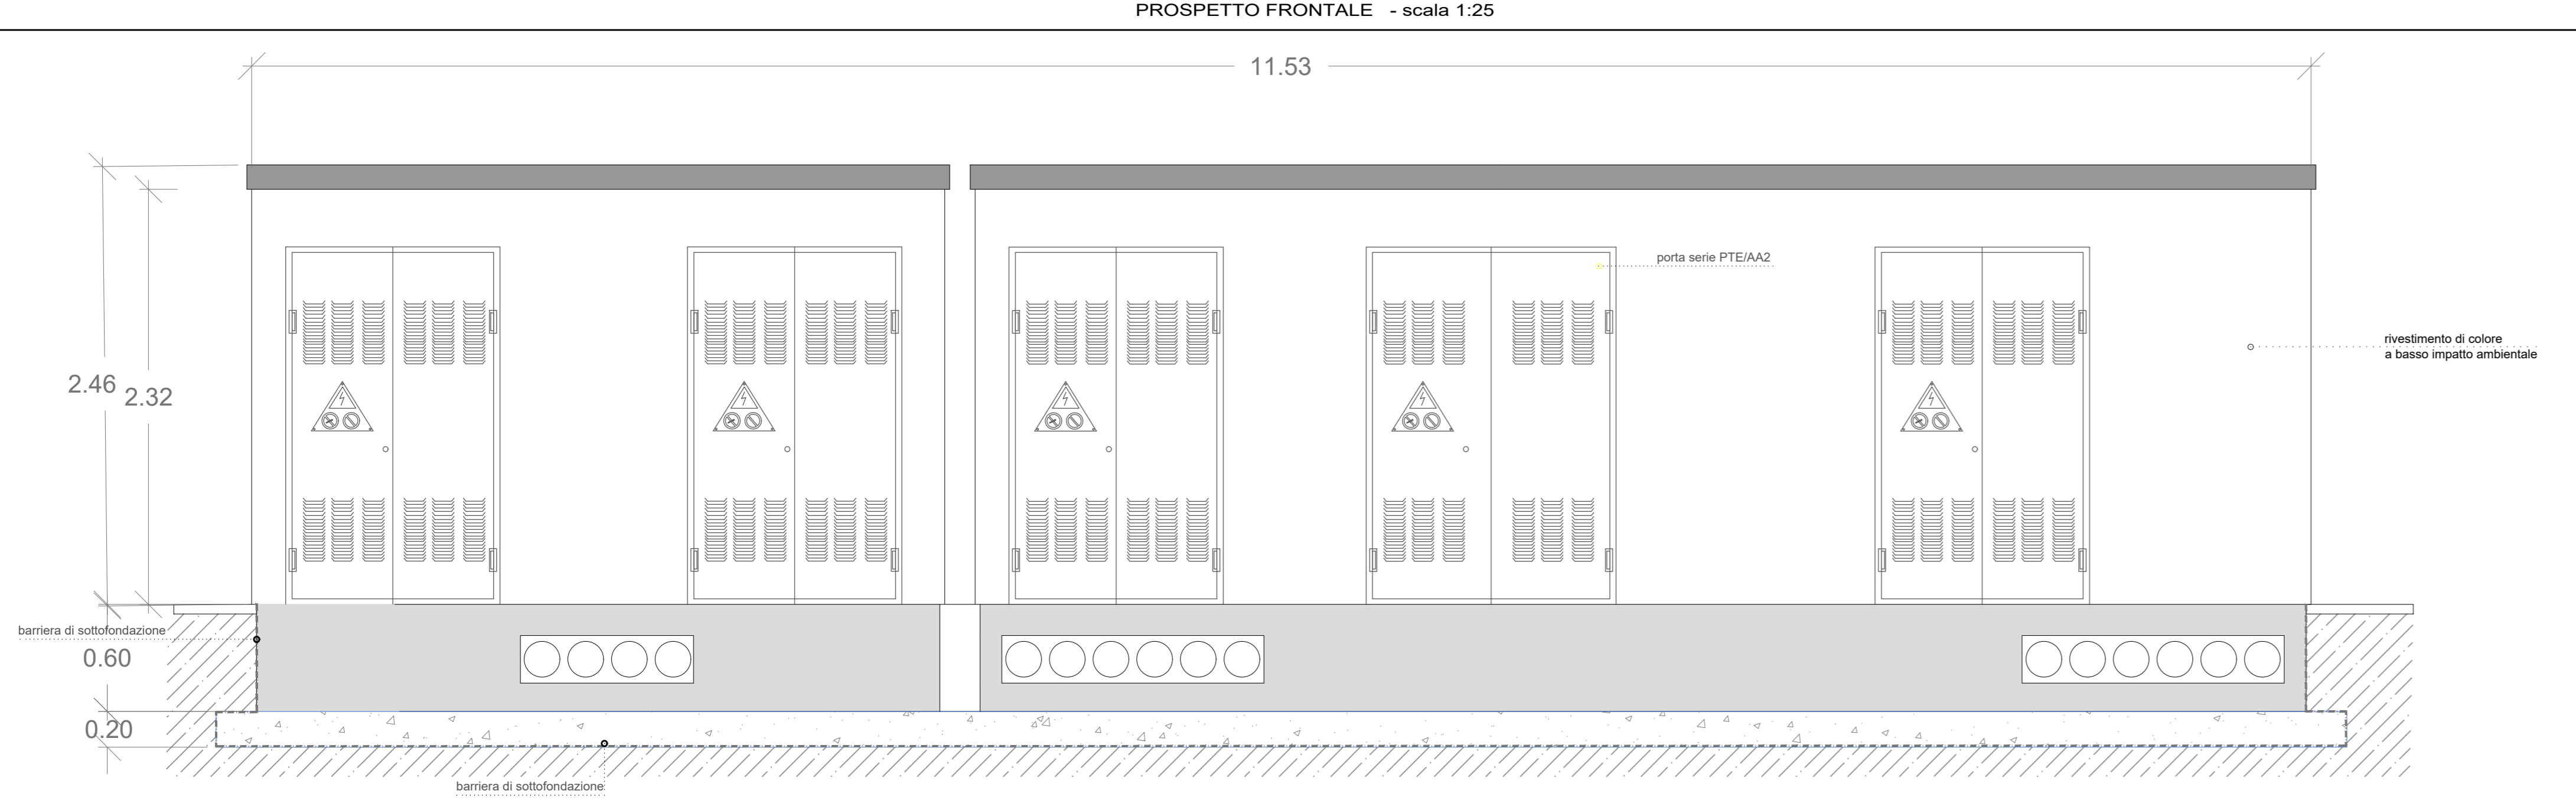 PROSPETTO FRONTALE - scala 1:25
11.53
porta serie PTE/AA2
rivestimento di colore
a basso impatto ambientale
2.46
2.32
barriera di sottofondazione
0.60
0.20
barriera di sottofondazione